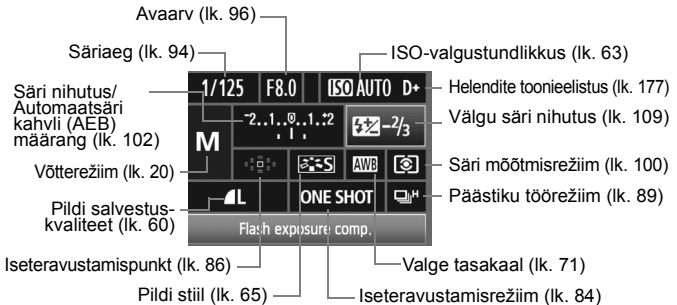 Avaarv (lk. 96)
Säriaeg (lk. 94)
ISO-valgustundlikkus (lk. 63)
Säri nihutus/
Automaatsäri
kahvli (AEB)
määrang (lk. 102)
Võtterežiim (lk. 20)
Pildi salvestus-
kvaliteet (lk. 60)
1/125 F8.0 ISO AUTO D+
-2..1..0..1..:2 -2/3
M
S AWB
L ONE SHOT H
Flash exposure comp.
Helendite toonieelistus (lk. 177)
Välgu säri nihutus (lk. 109)
Säri mõõtmisrežiim (lk. 100)
Päästiku töörežiim (lk. 89)
Iseteravustamispunkt (lk. 86)
Valge tasakaal (lk. 71)
Pildi stiil (lk. 65)
Iseteravustamisrežiim (lk. 84)